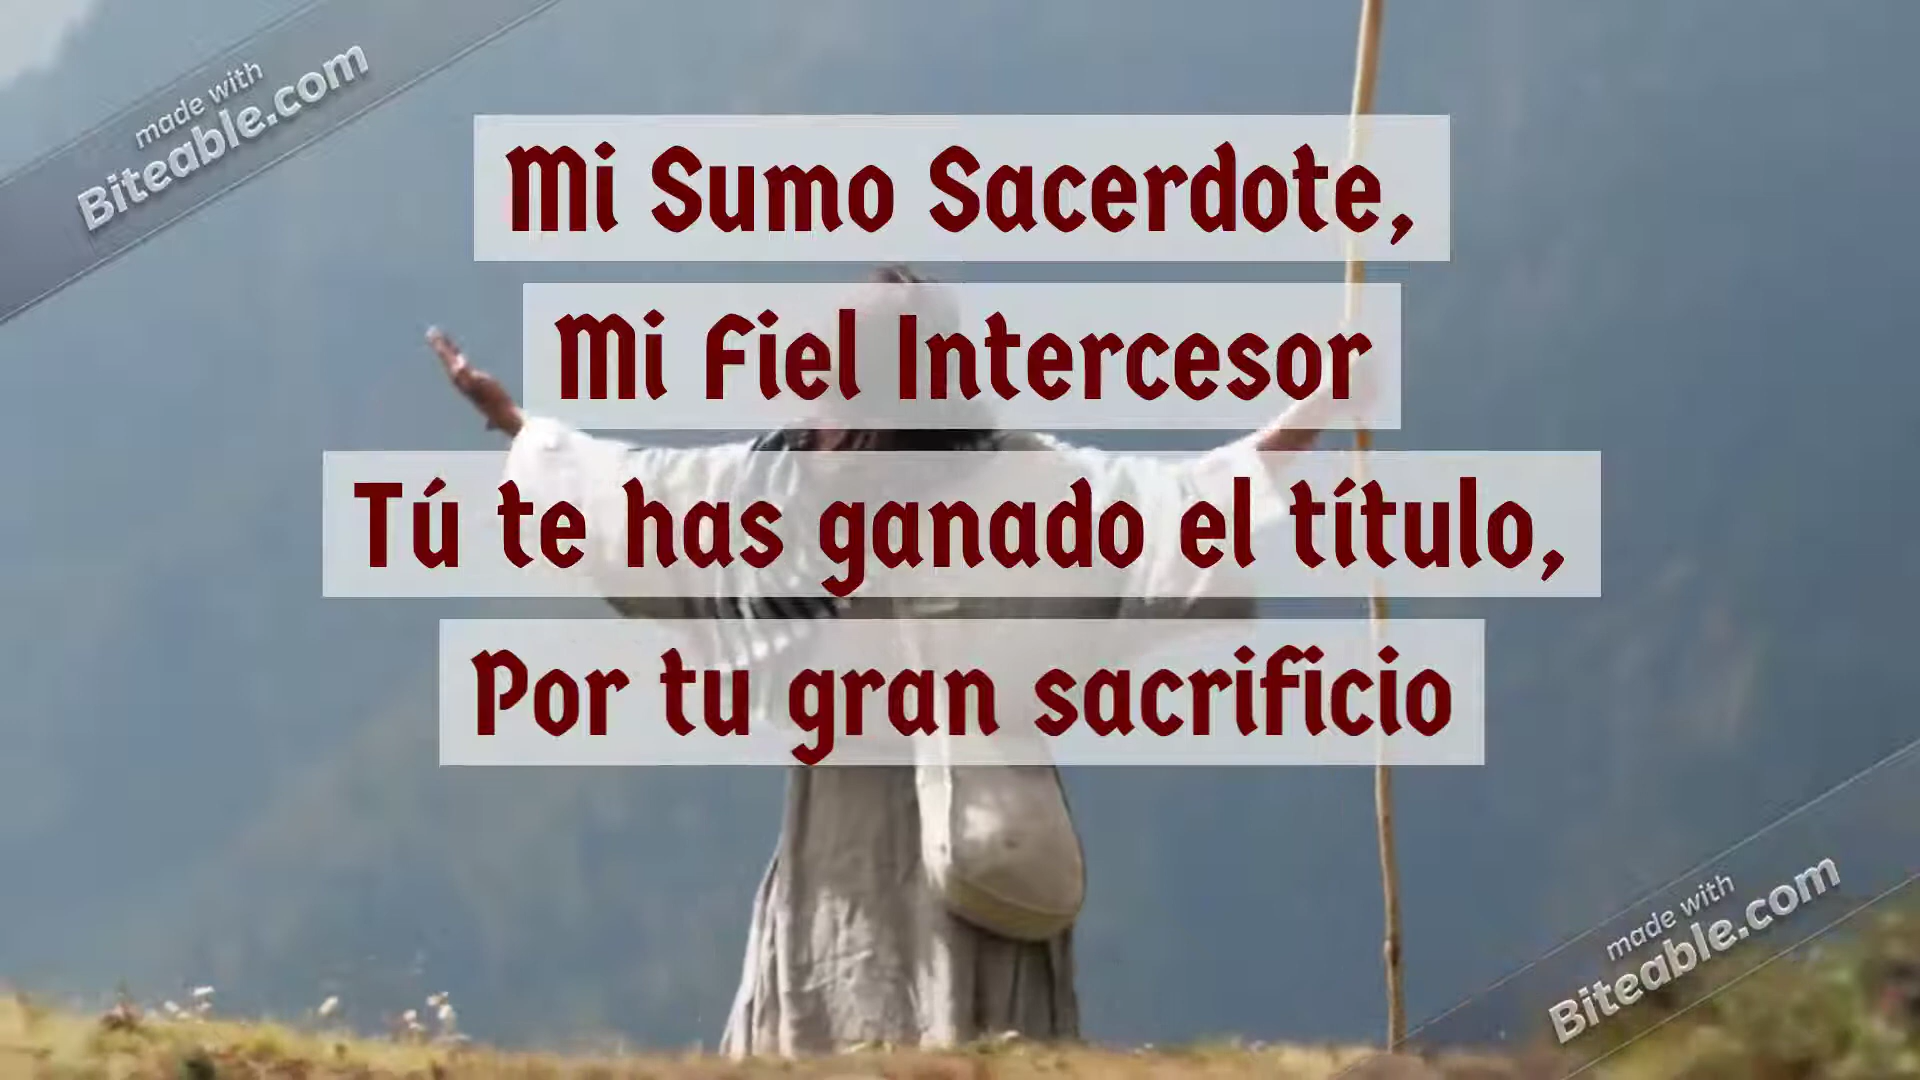 made with
Biteable.com
Mi Sumo Sacerdote,
Mi Fiel Intercesor
Tú te has ganado el título,
Por tu gran sacrificio
made with
Biteable.com